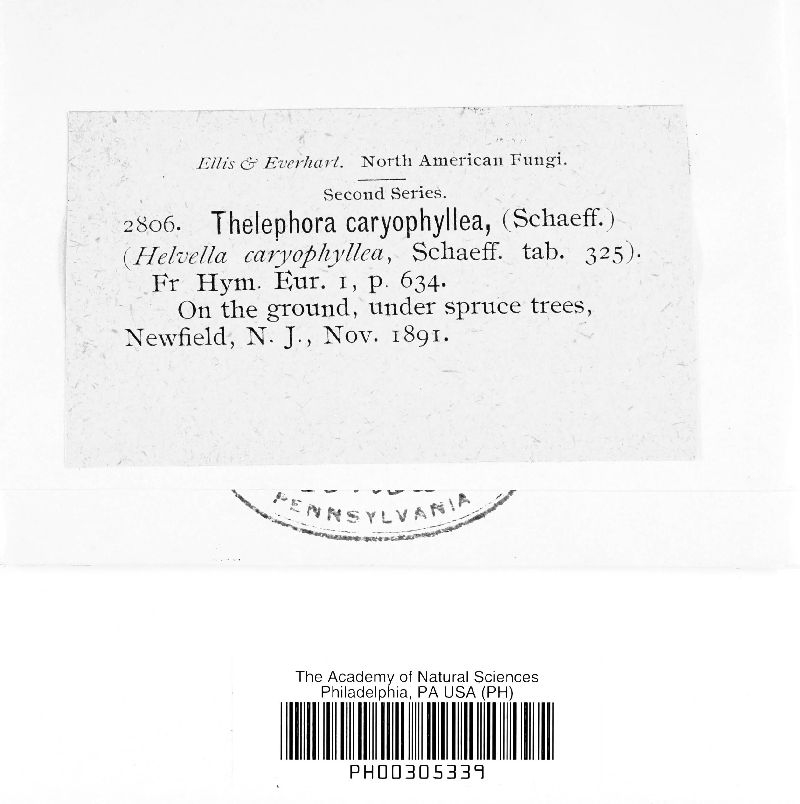 Ellis & Everhart. North American Fungi.
Second Series.
2806. Thelephora caryophyllea, (Schaeff.)
(Helvella caryophyllea, Schaeff. tab. 325).
Fr Hym. Eur. 1, p. 634.
On the ground, under spruce trees,
Newfield, N. J., Nov. 1891.
PENNSYLVANIA
The Academy of Natural Sciences
Philadelphia, PA USA (PH)
PH00305339